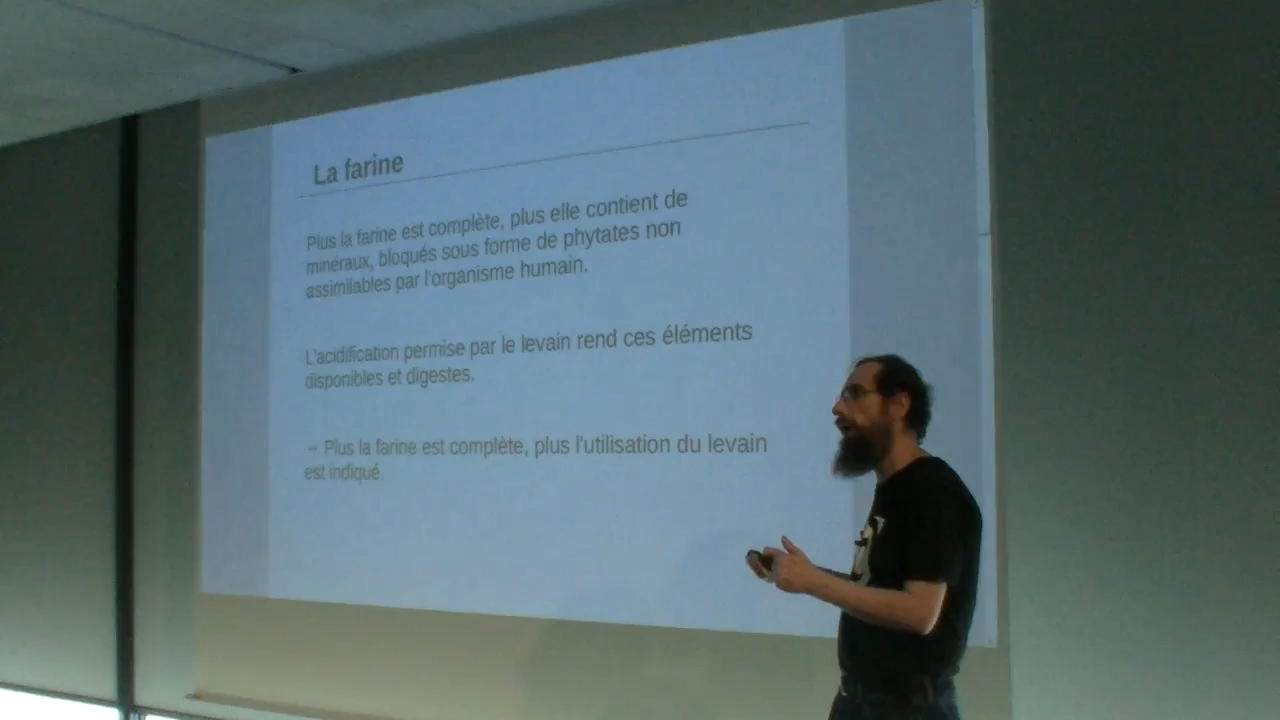 La farine
Plus la farine est complète, plus elle contient de
minéraux, bloqués sous forme de phytates non
assimilables par l'organisme humain.
L'acidification permise par le levain rend ces éléments
disponibles et digestes.
→ Plus la farine est complète, plus l'utilisation du levain
est indiqué.